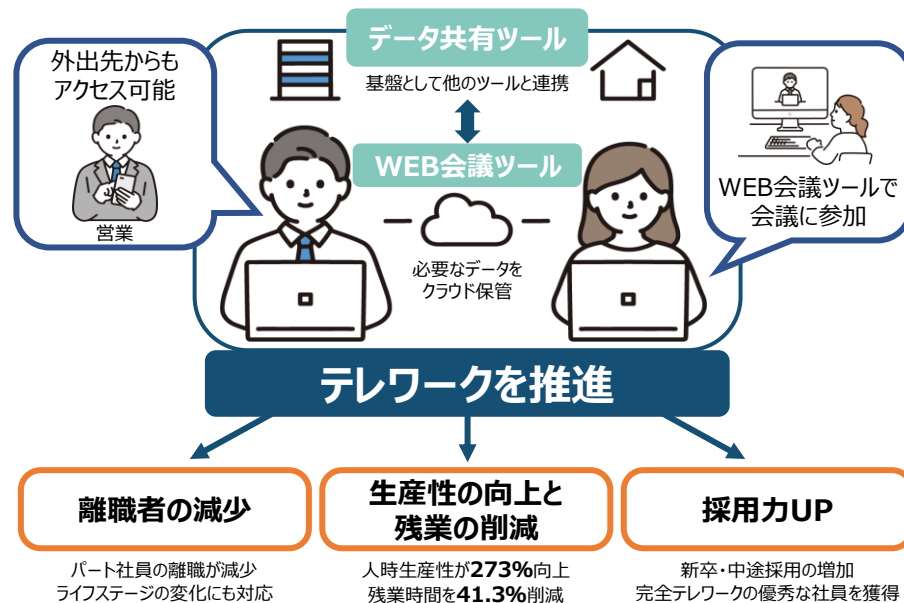 データ共有ツール
基盤として他のツールと連携
外出先からも
アクセス可能
営業
WEB会議ツール
WEB会議ツールで
会議に参加
必要なデータを
クラウド保管
テレワークを推進
離職者の減少
パート社員の離職が減少
ライフステージの変化にも対応
生産性の向上と
残業の削減
人時生産性が273%向上
残業時間を41.3%削減
採用力UP
新卒・中途採用の増加
完全テレワークの優秀な社員を獲得